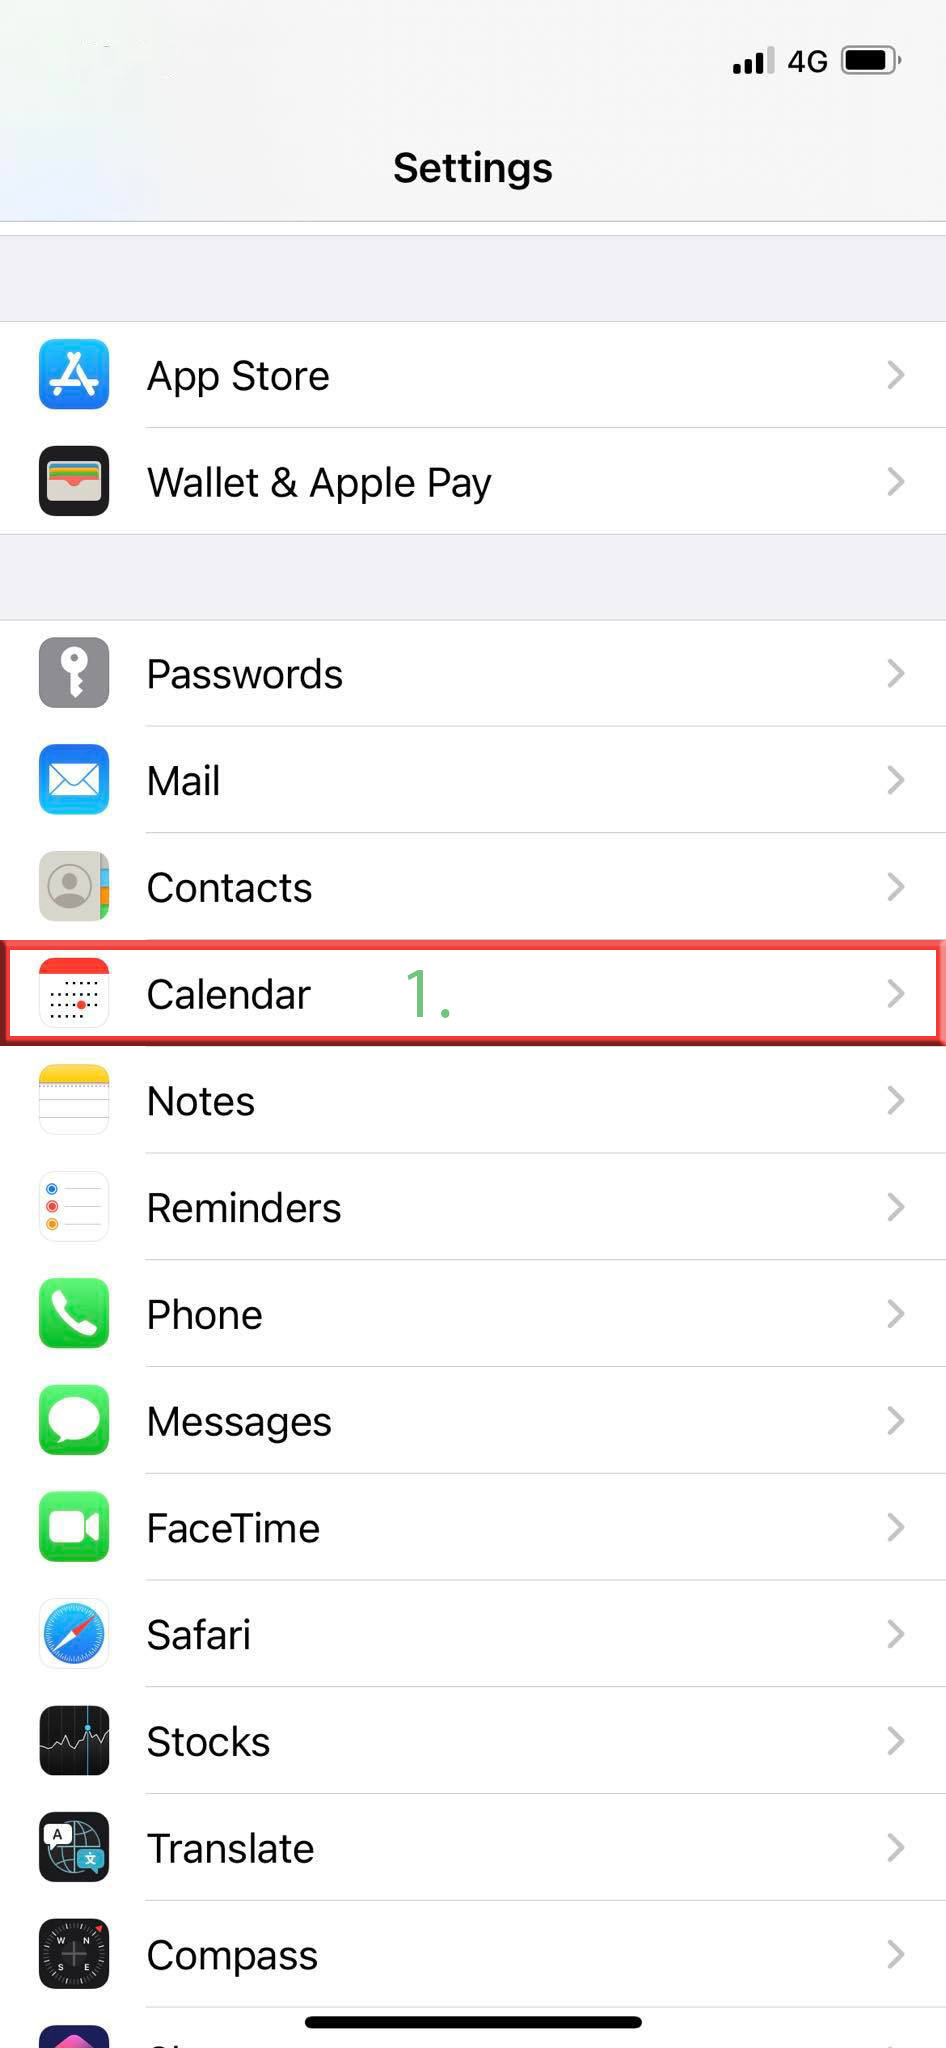 4G
Settings
App Store
Wallet & Apple Pay
Passwords
Mail
Contacts
Calendar 1.
Notes
Reminders
Phone
Messages
FaceTime
Safari
Stocks
A 文
Translate
W N
S E
Compass